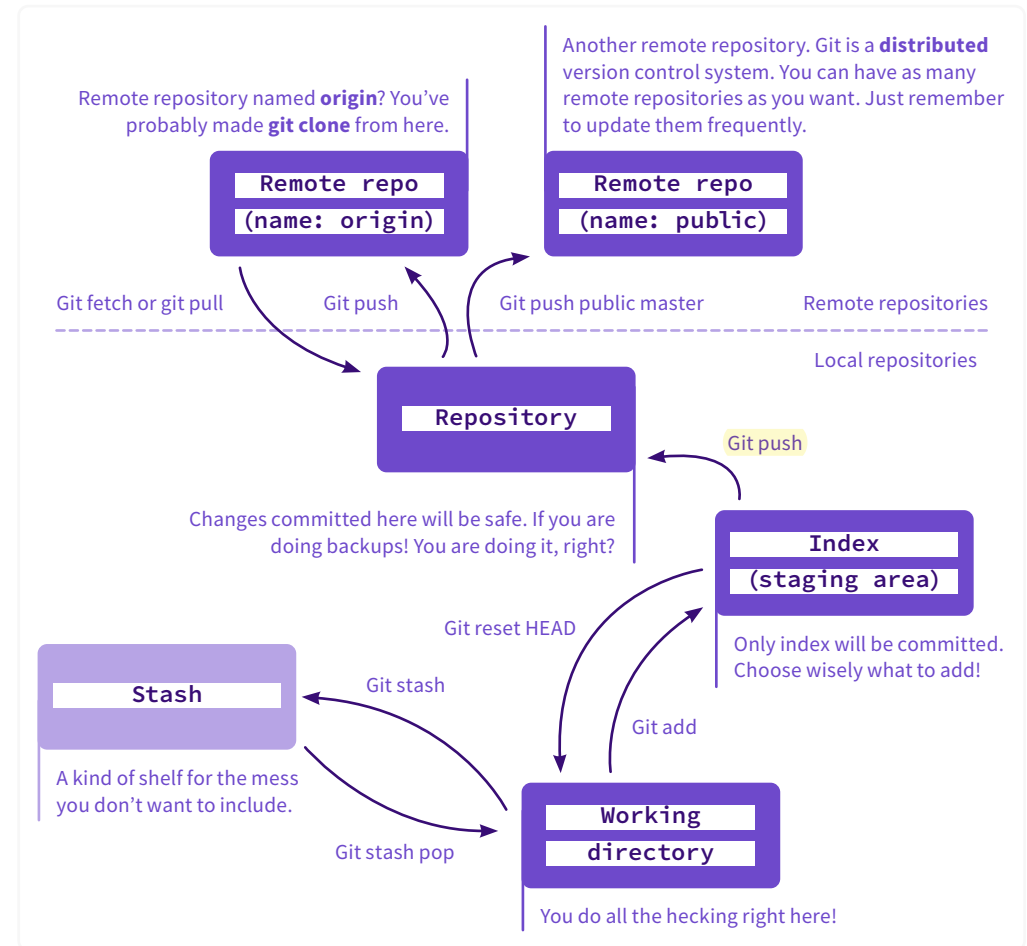 Another remote repository. Git is a distributed
version control system. You can have as many
remote repositories as you want. Just remember
to update them frequently.
Remote repository named origin? You’ve
probably made git clone from here.
Remote repo
(name: origin)
Remote repo
(name: public)
Git fetch or git pull
Git push
Git push public master
Remote repositories
Local repositories
Repository
Git push
Changes committed here will be safe. If you are
doing backups! You are doing it, right?
Index
(staging area)
Git reset HEAD
Only index will be committed.
Choose wisely what to add!
Stash
Git stash
Git add
A kind of shelf for the mess
you don’t want to include.
Working
directory
Git stash pop
You do all the hecking right here!